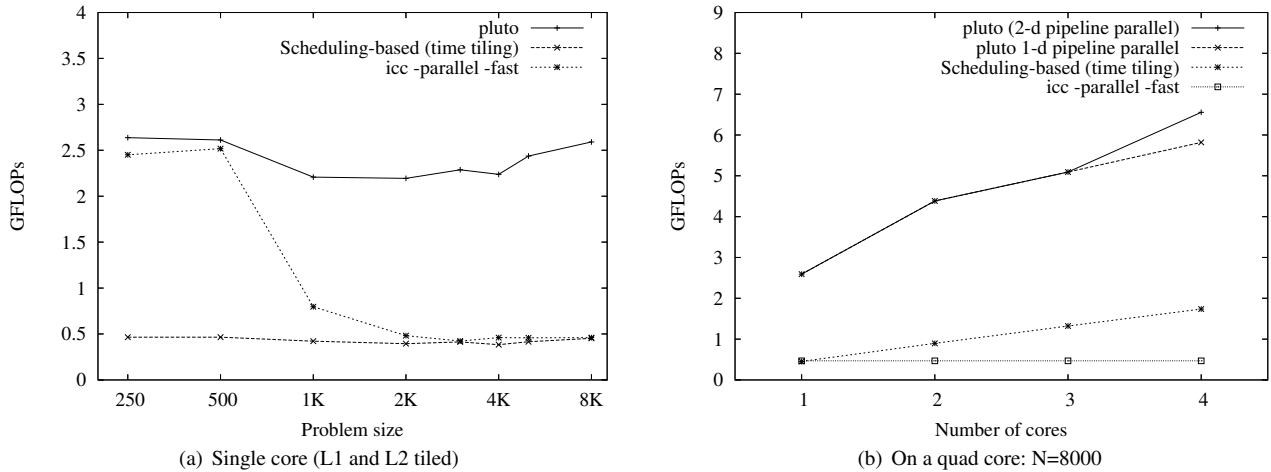 4
3.5
3
2.5
2
1.5
1
0.5
0
GFLOPs
pluto
Scheduling-based (time tiling)
icc -parallel -fast
250 500 1K 2K 4K 8K
Problem size
(a) Single core (L1 and L2 tiled)
9
8
7
6
5
4
3
2
1
0
GFLOPs
pluto (2-d pipeline parallel)
pluto 1-d pipeline parallel
Scheduling-based (time tiling)
icc -parallel -fast
1 2 3 4
Number of cores
(b) On a quad core: N=8000